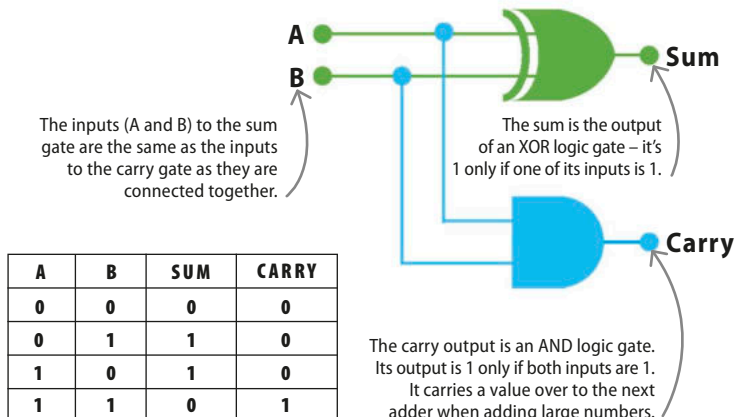 A
B
Sum
The inputs (A and B) to the sum
gate are the same as the inputs
to the carry gate as they are
connected together.
The sum is the output
of an XOR logic gate – it's
1 only if one of its inputs is 1.
Carry
A B SUM CARRY
0 0 0 0
0 1 1 0
1 0 1 0
1 1 0 1
The carry output is an AND logic gate.
Its output is 1 only if both inputs are 1.
It carries a value over to the next
adder when adding large numbers.